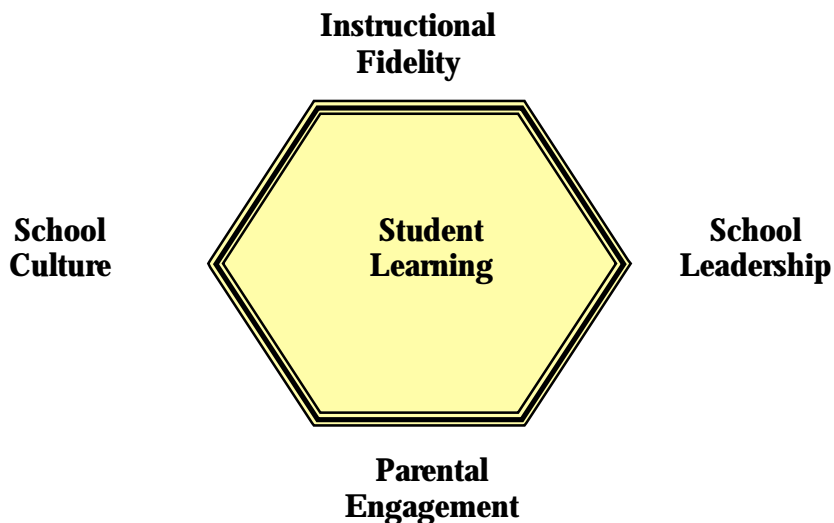 Instructional
Fidelity
School
Culture
Student
Learning
School
Leadership
Parental
Engagement